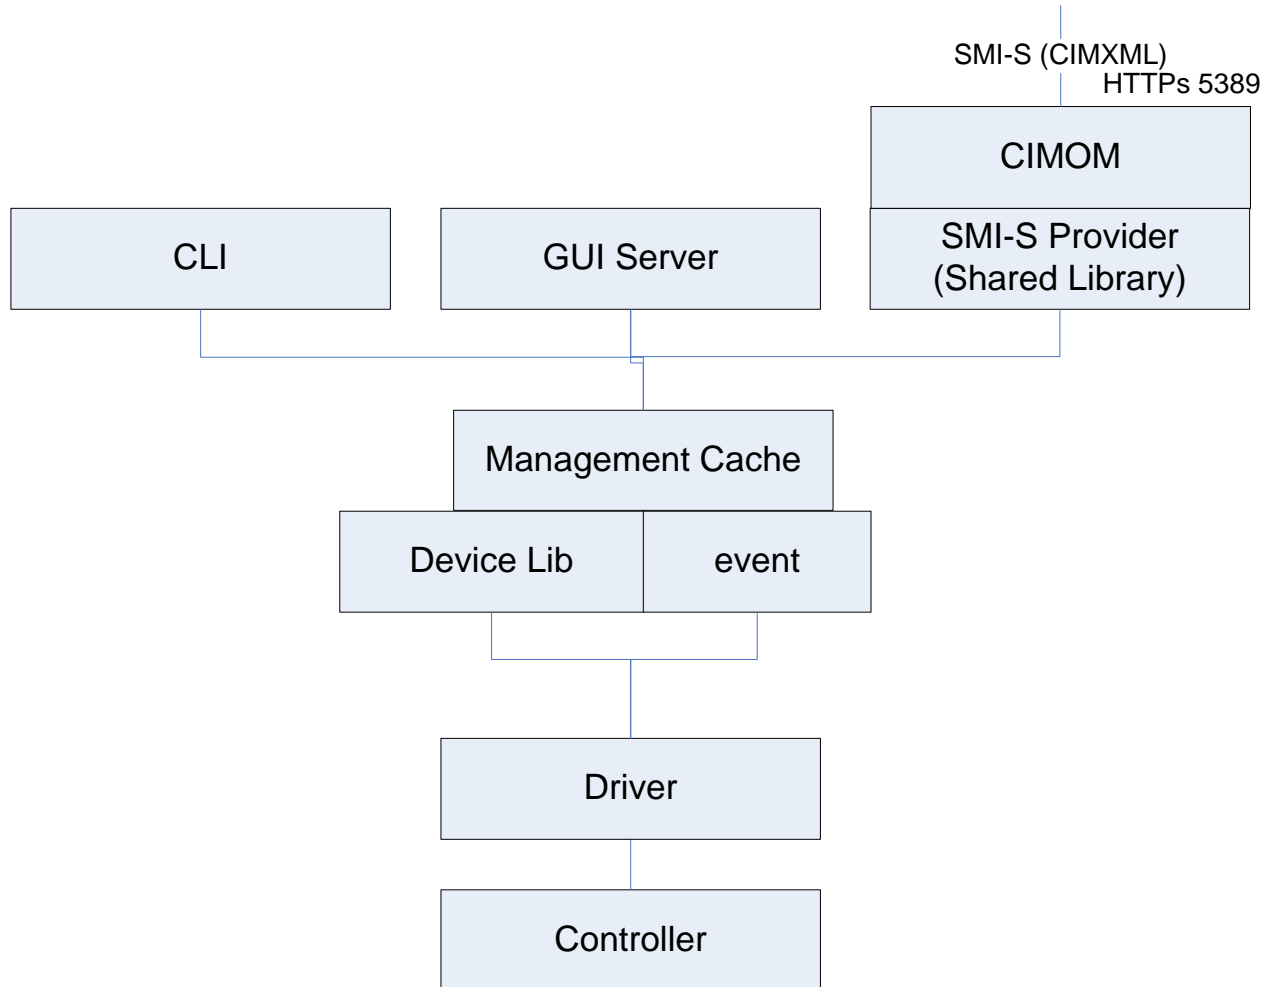 SMI-S (CIMXML)
HTTPs 5389
CIMOM
CLI
GUI Server
SMI-S Provider
(Shared Library)
Management Cache
Device Lib
event
Driver
Controller